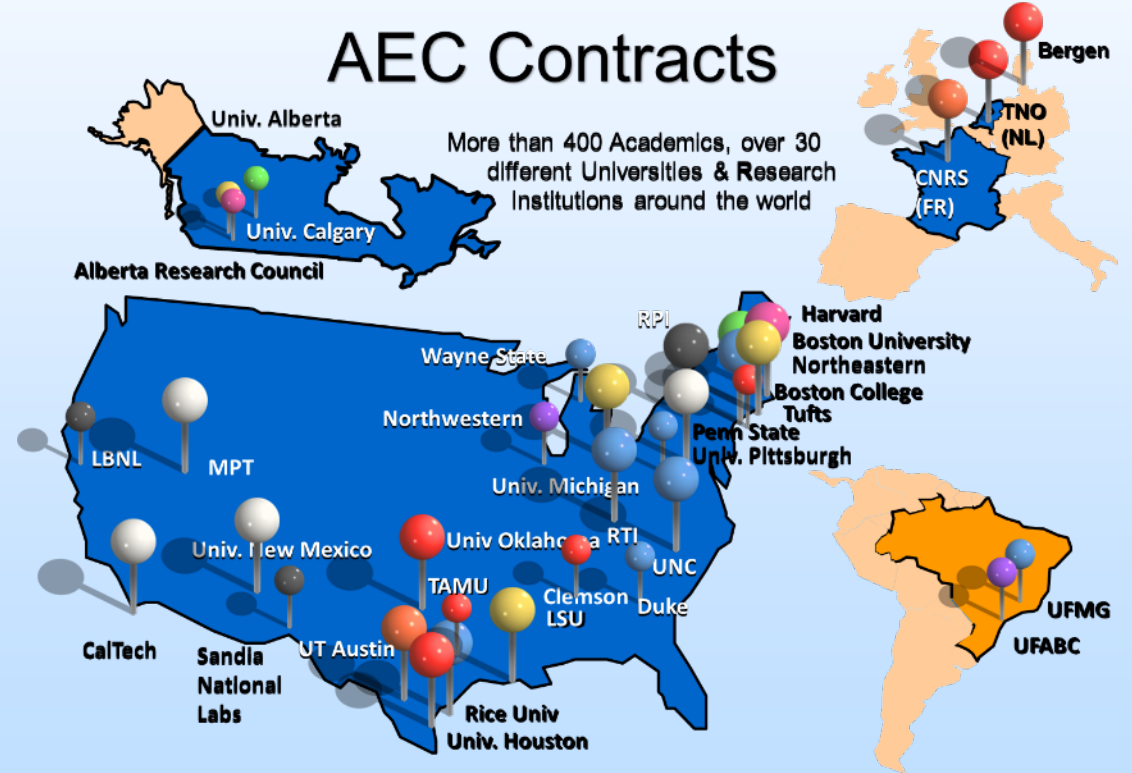 AEC Contracts
More than 400 Academics, over 30
different Universities & Research
Institutions around the world
Univ. Alberta
Univ. Calgary
Alberta Research Council
Bergen
TNO
(NL)
CNRS
(FR)
RPI
Harvard
Boston University
Northeastern
Boston College
Tufts
Wayne State
Northwestern
Penn State
Univ. Pittsburgh
LBNL
MPT
Univ. Michigan
Univ. New Mexico
Univ Oklahoma
RTI
UNC
TAMU
Clemson
LSU
Duke
CalTech
Sandia
National
Labs
UT Austin
Rice Univ
Univ. Houston
UFMG
UFABC